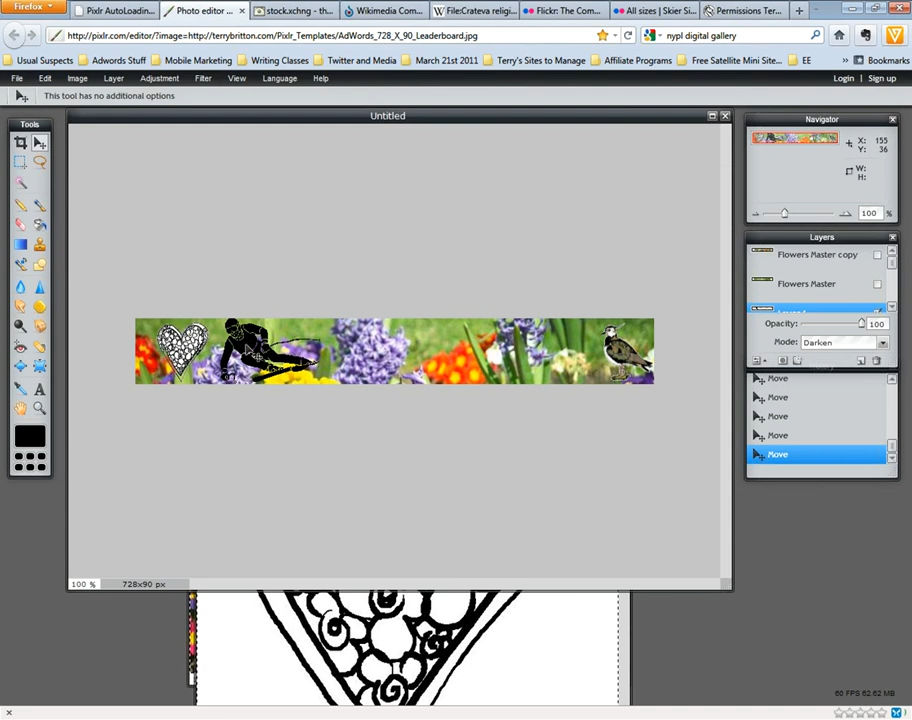 Firefox
Pixlr AutoLoadin...
Photo editor ...
stock.xchng - th...
Wikimedia Com...
File:Crateva religi...
Flickr: The Com...
All sizes | Skier Si...
Permissions Ter...
http://pixlr.com/editor/?image=http://terrybritton.com/Pixlr_Templates/AdWords_728_X_90_Leaderboard.jpg
nypl digital gallery
Usual Suspects
Adwords Stuff
Mobile Marketing
Writing Classes
Twitter and Media
March 21st 2011
Terry's Sites to Manage
Affiliate Programs
Free Satellite Mini Site...
EE
»
Bookmarks
File Edit Image Layer Adjustment Filter View Language Help
Login | Sign up
This tool has no additional options
Untitled
Tools
Navigator
X: 155
Y: 36
W:
H:
100 %
Layers
Flowers Master copy
Flowers Master
Opacity: 100
Mode: Darken
Move
Move
Move
Move
Move
100 % 728x90 px
60 FPS 62.62 MB